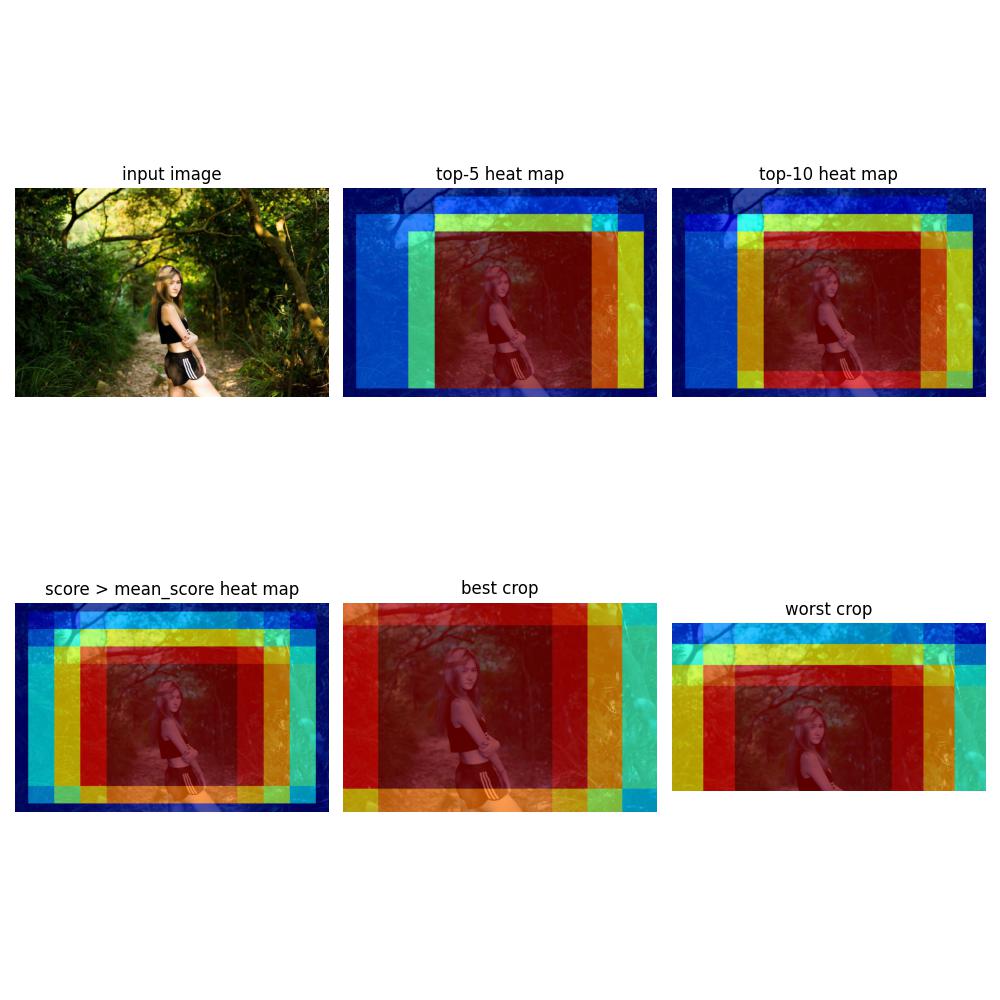 input image
top-5 heat map
top-10 heat map
score > mean_score heat map
best crop
worst crop